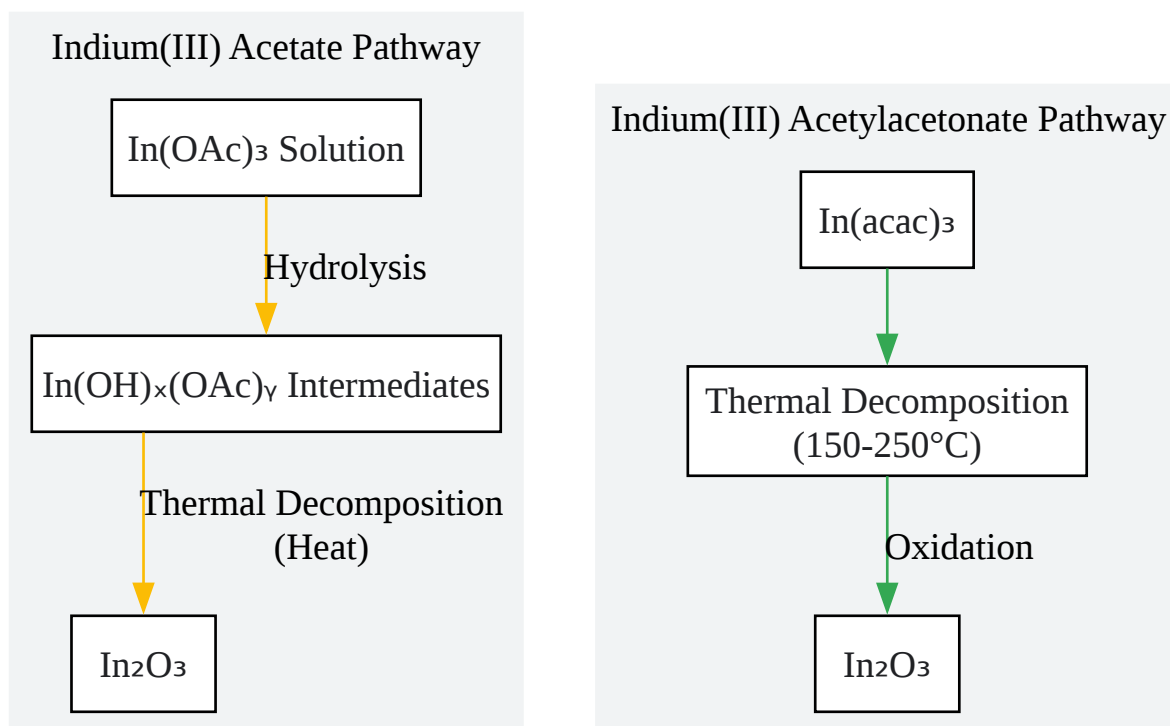 Indium(III) Acetate Pathway
In(OAc)₃ Solution
Hydrolysis
In(OH)ₓ(OAc)ᵧ Intermediates
Thermal Decomposition
(Heat)
In₂O₃
Indium(III) Acetylacetonate Pathway
In(acac)₃
Thermal Decomposition
(150-250°C)
Oxidation
In₂O₃